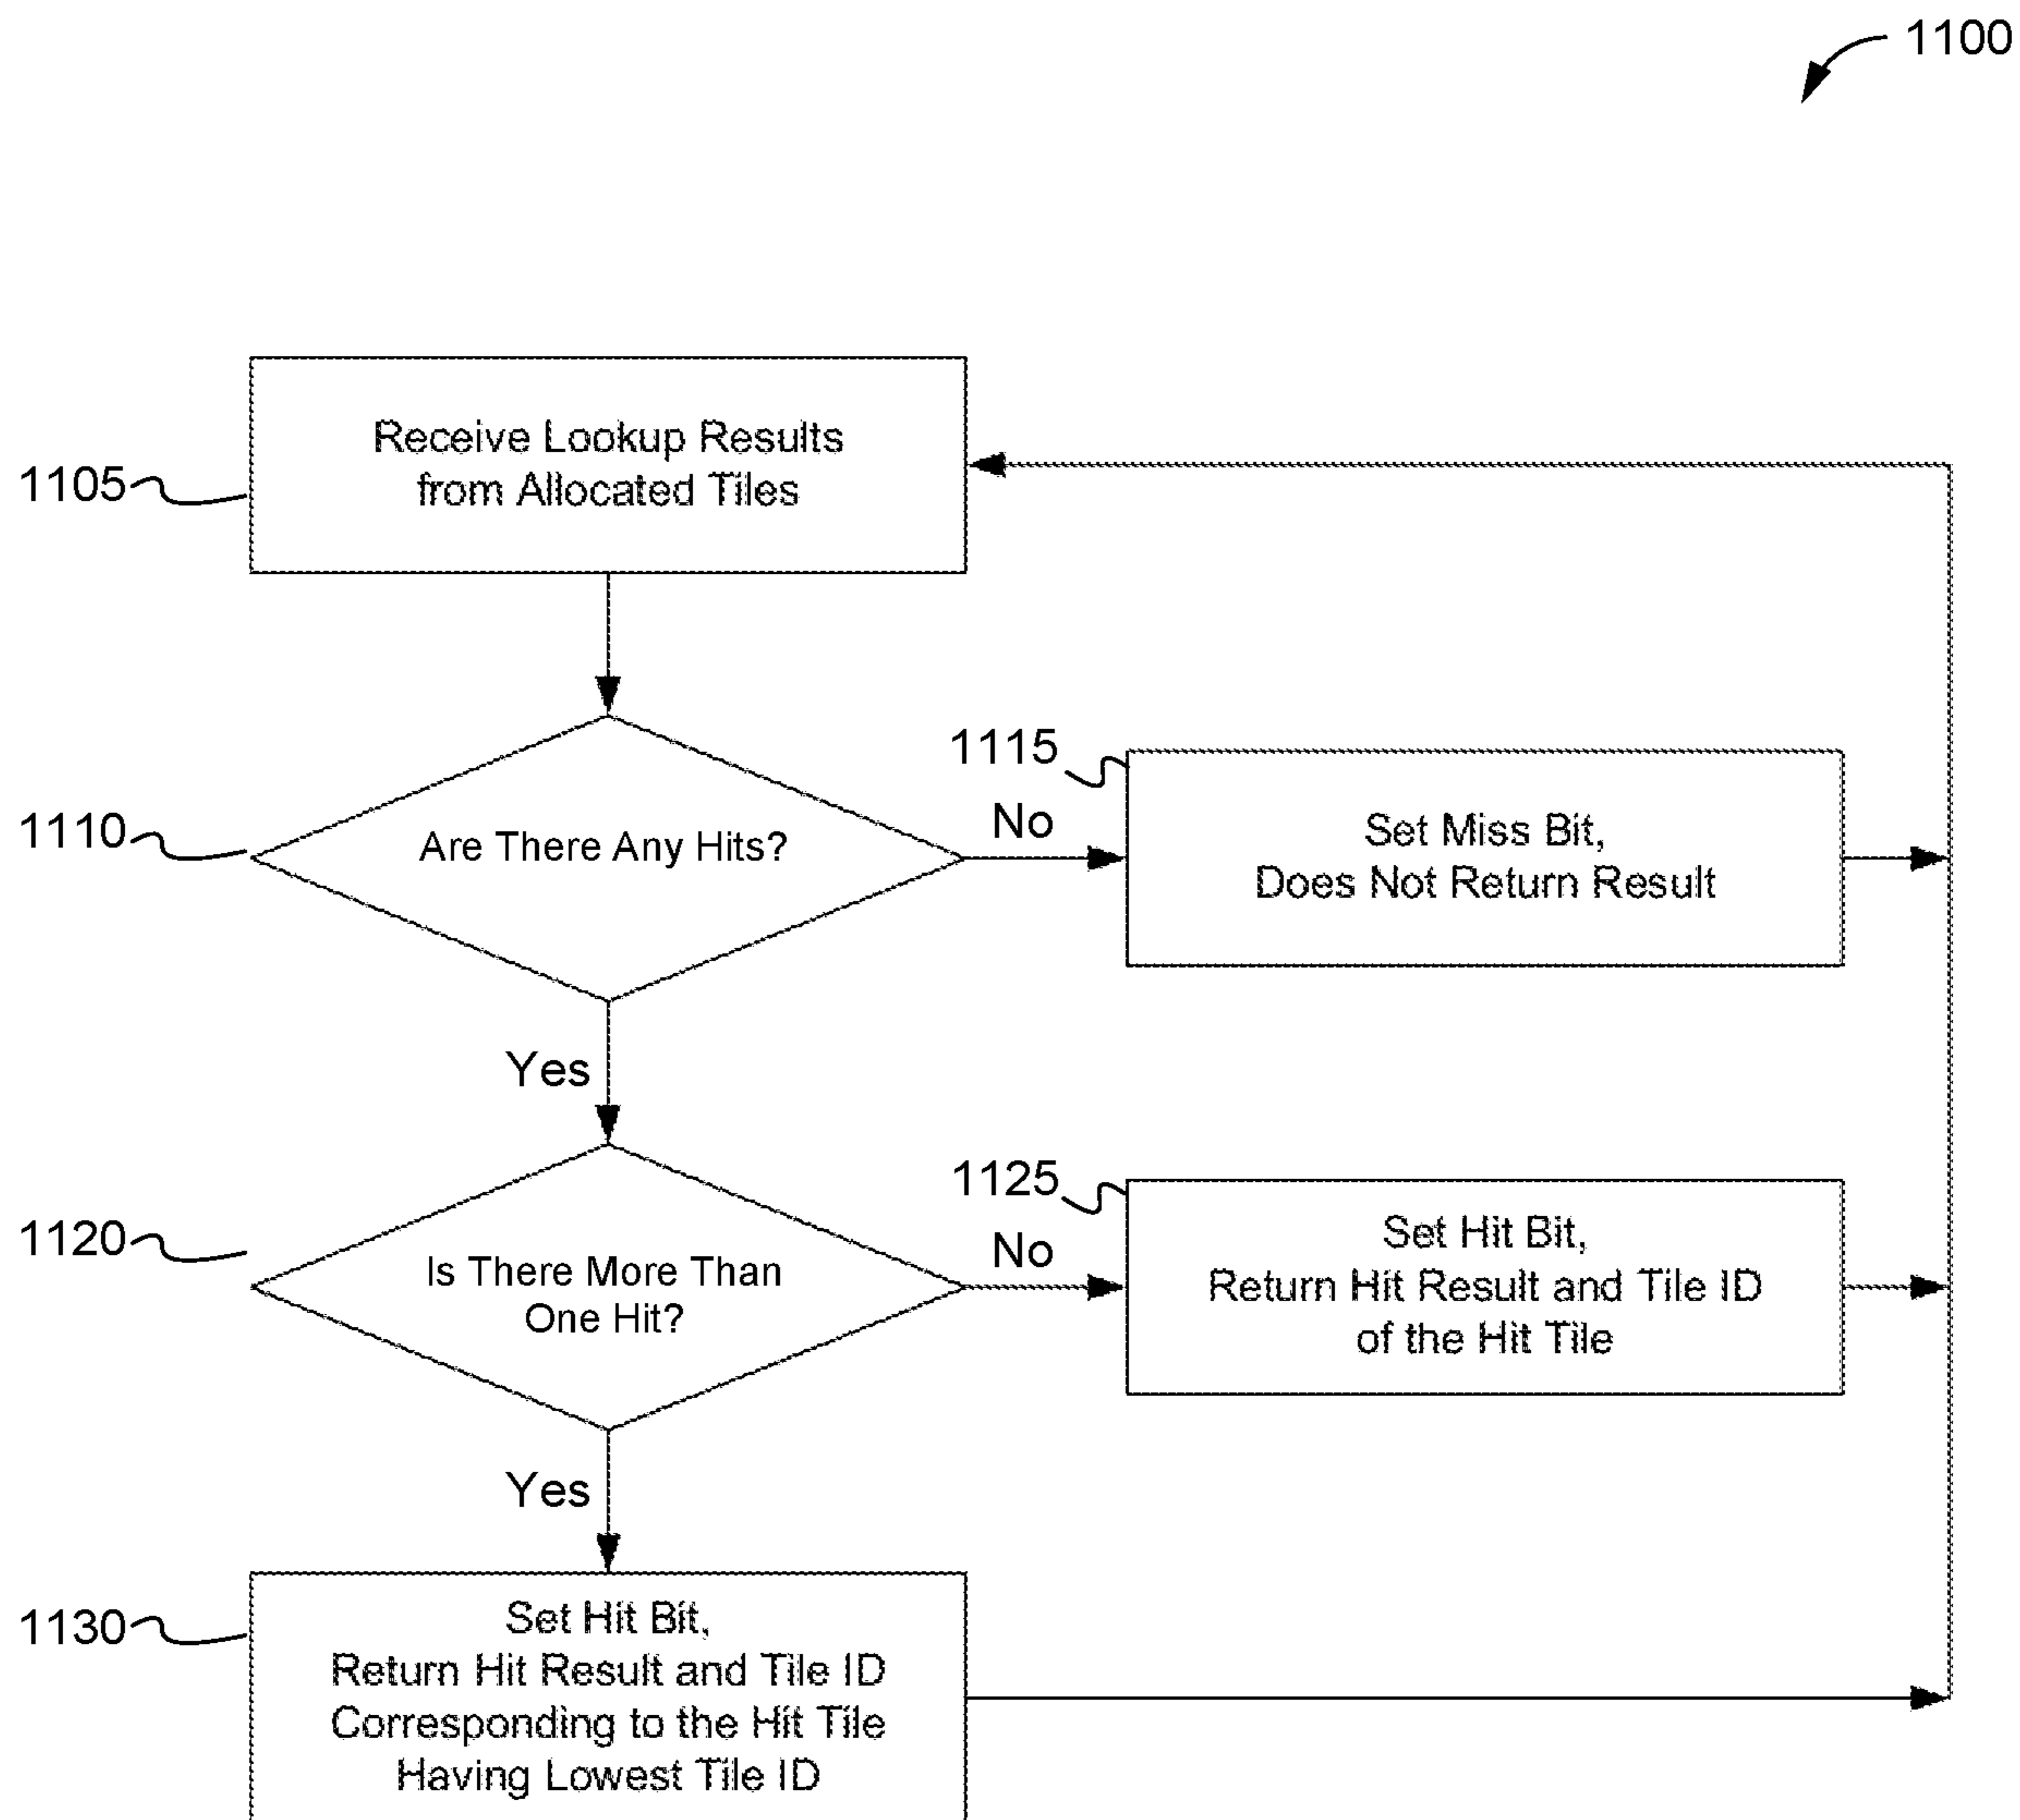 1100
Receive Lookup Results
from Allocated Tiles
1105
1110
Are There Any Hits?
No
1115
Set Miss Bit,
Does Not Return Result
Yes
1120
Is There More Than
One Hit?
No
1125
Set Hit Bit,
Return Hit Result and Tile ID
of the Hit Tile
Yes
1130
Set Hit Bit,
Return Hit Result and Tile ID
Corresponding to the Hit Tile
Having Lowest Tile ID